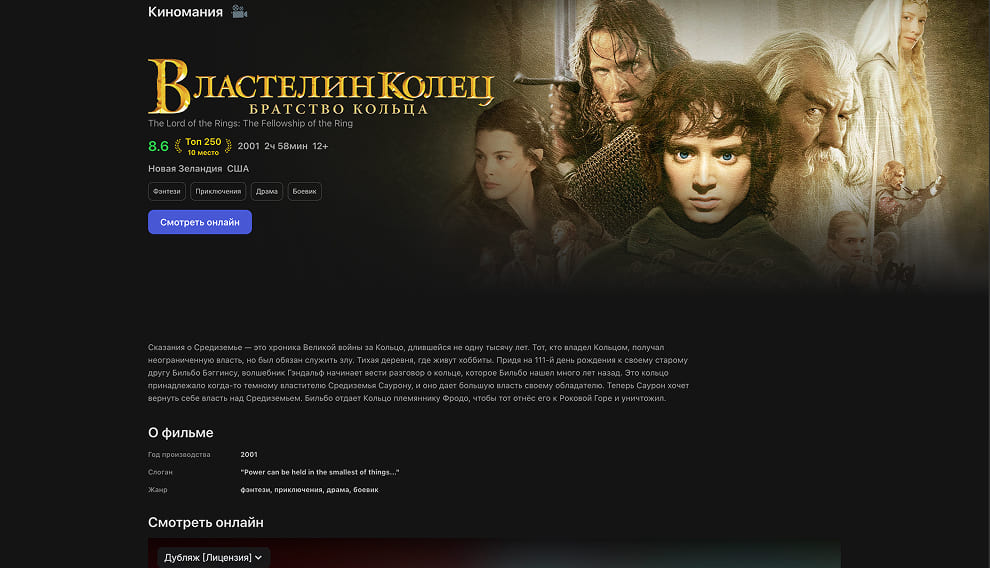 Киномания
ВЛАСТЕЛИН КОЛЕЦ
БРАТСТВО КОЛЬЦА
The Lord of the Rings: The Fellowship of the Ring
8.6 Топ 250 10 место 2001 2ч 58мин 12+
Новая Зеландия США
Фэнтези Приключения Драма Боевик
Смотреть онлайн
Сказания о Средиземье — это хроника Великой войны за Кольцо, длившейся не одну тысячу лет. Тот, кто владел Кольцом, получал
неограниченную власть, но был обязан служить злу. Тихая деревня, где живут хоббиты. Придя на 111-й день рождения к своему старому
другу Бильбо Бэггинсу, волшебник Гэндальф начинает вести разговор о кольце, которое Бильбо нашел много лет назад. Это кольцо
принадлежало когда-то темному властителю Средиземья Саурону, и оно дает большую власть своему обладателю. Теперь Саурон хочет
вернуть себе власть над Средиземьем. Бильбо отдает Кольцо племяннику Фродо, чтобы тот отнёс его к Роковой Горе и уничтожил.
О фильме
Год производства 2001
Слоган "Power can be held in the smallest of things..."
Жанр фэнтези, приключения, драма, боевик
Смотреть онлайн
Дубляж [Лицензия]